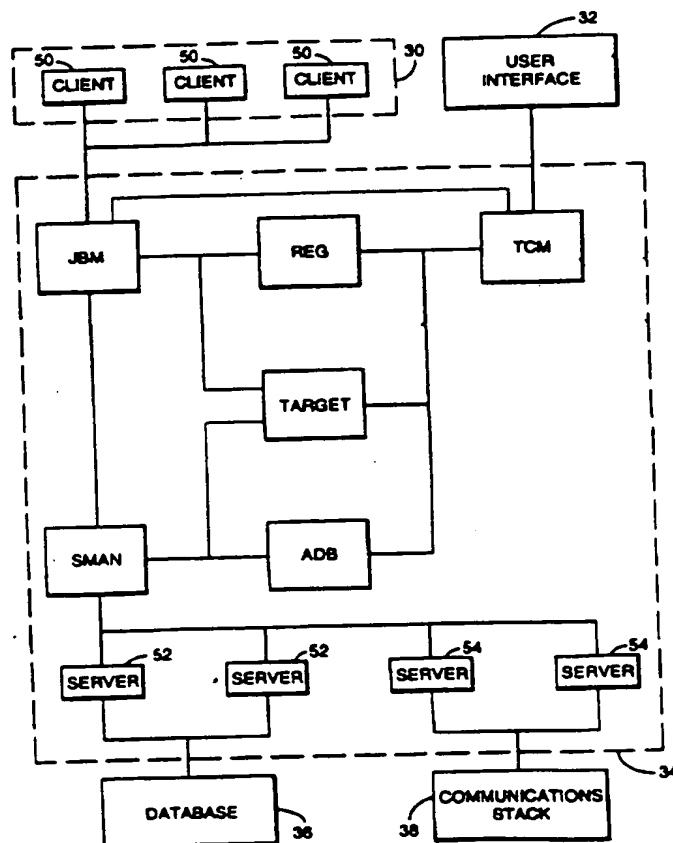 32
50
50
50
30
CLIENT
CLIENT
CLIENT
USER
INTERFACE
JBM
REG
TCM
TARGET
SMAN
ADB
52
52
54
54
SERVER
SERVER
SERVER
SERVER
34
DATABASE
36
38
COMMUNICATIONS
STACK